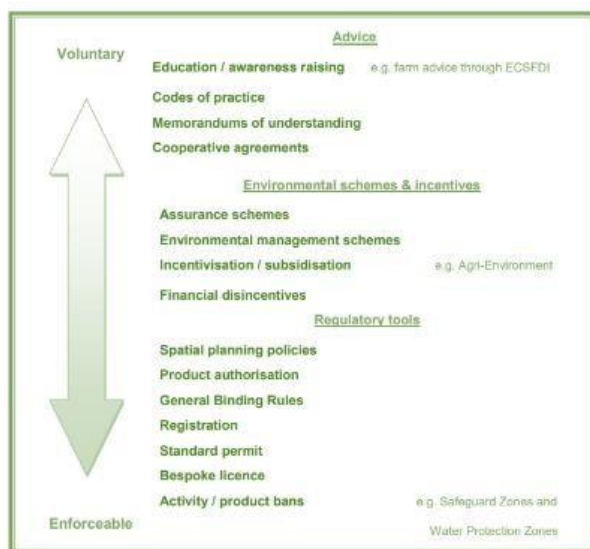 Advice
Voluntary
Education / awareness raising e.g. farm advice through ECSFDI
Codes of practice
Memorandums of understanding
Cooperative agreements
Environmental schemes & incentives
Assurance schemes
Environmental management schemes
Incentivisation / subsidisation e.g. Agri-Environment
Financial disincentives
Regulatory tools
Spatial planning policies
Product authorisation
General Binding Rules
Registration
Standard permit
Bespoke licence
Activity / product bans e.g. Safeguard Zones and
Enforceable
Water Protection Zones